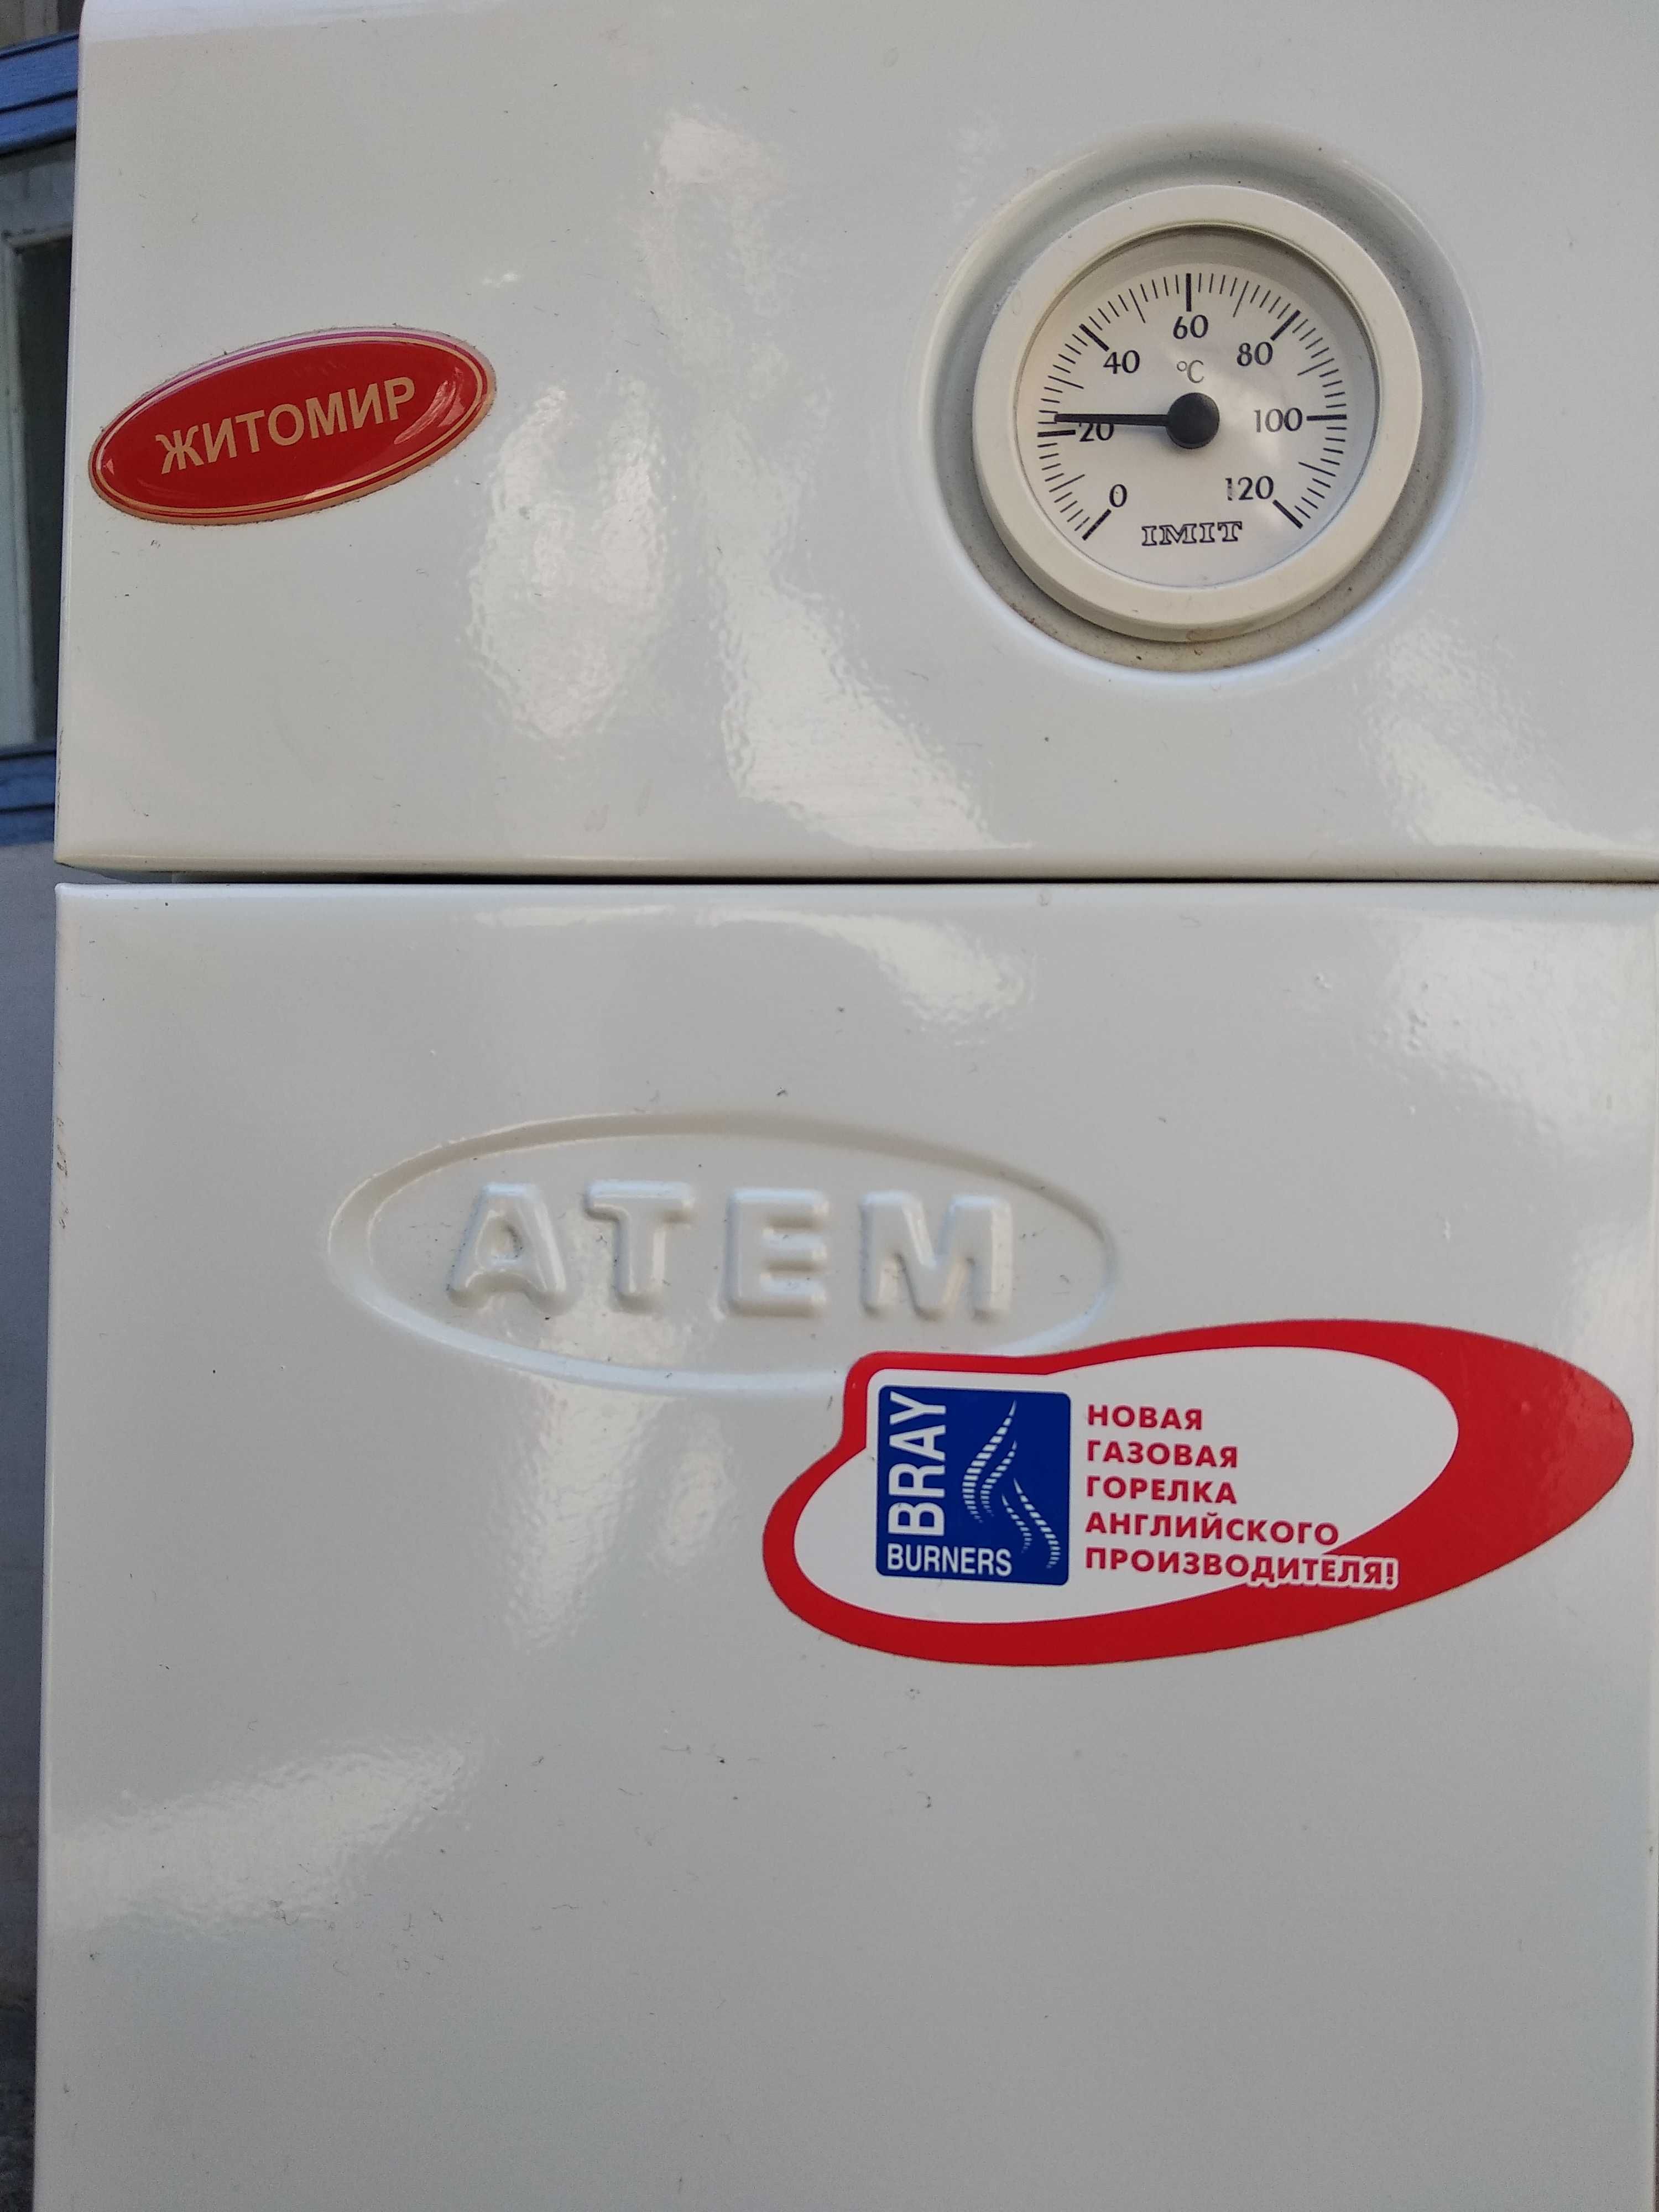 ЖИТОМИР
0
20
40
60
80
100
120
°C
IMIT
ATEM
BRAY
BURNERS
НОВАЯ
ГАЗОВАЯ
ГОРЕЛКА
АНГЛИЙСКОГО
ПРОИЗВОДИТЕЛЯ!